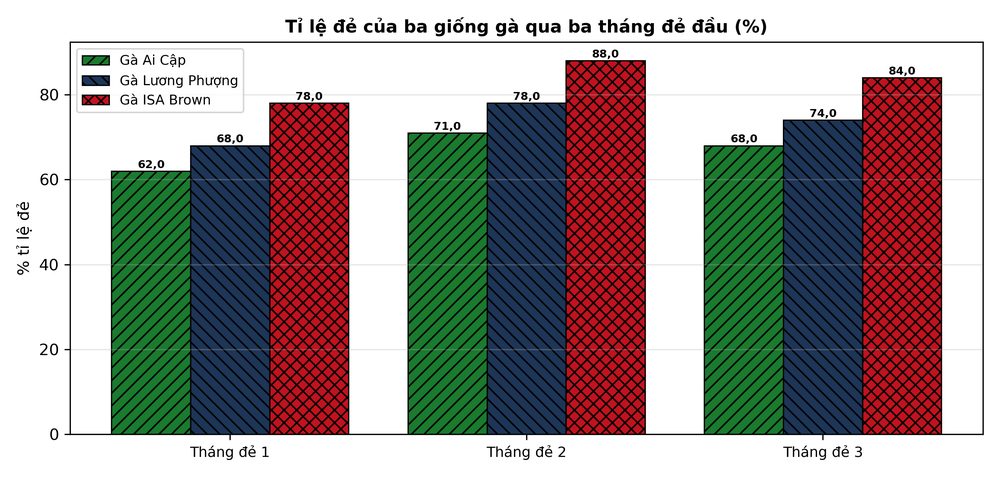 Tỉ lệ đẻ của ba giống gà qua ba tháng đẻ đầu (%)
Gà Ai Cập
Gà Lương Phượng
Gà ISA Brown
% tỉ lệ đẻ
80
60
40
20
0
62,0
68,0
78,0
71,0
78,0
88,0
68,0
74,0
84,0
Tháng đẻ 1
Tháng đẻ 2
Tháng đẻ 3